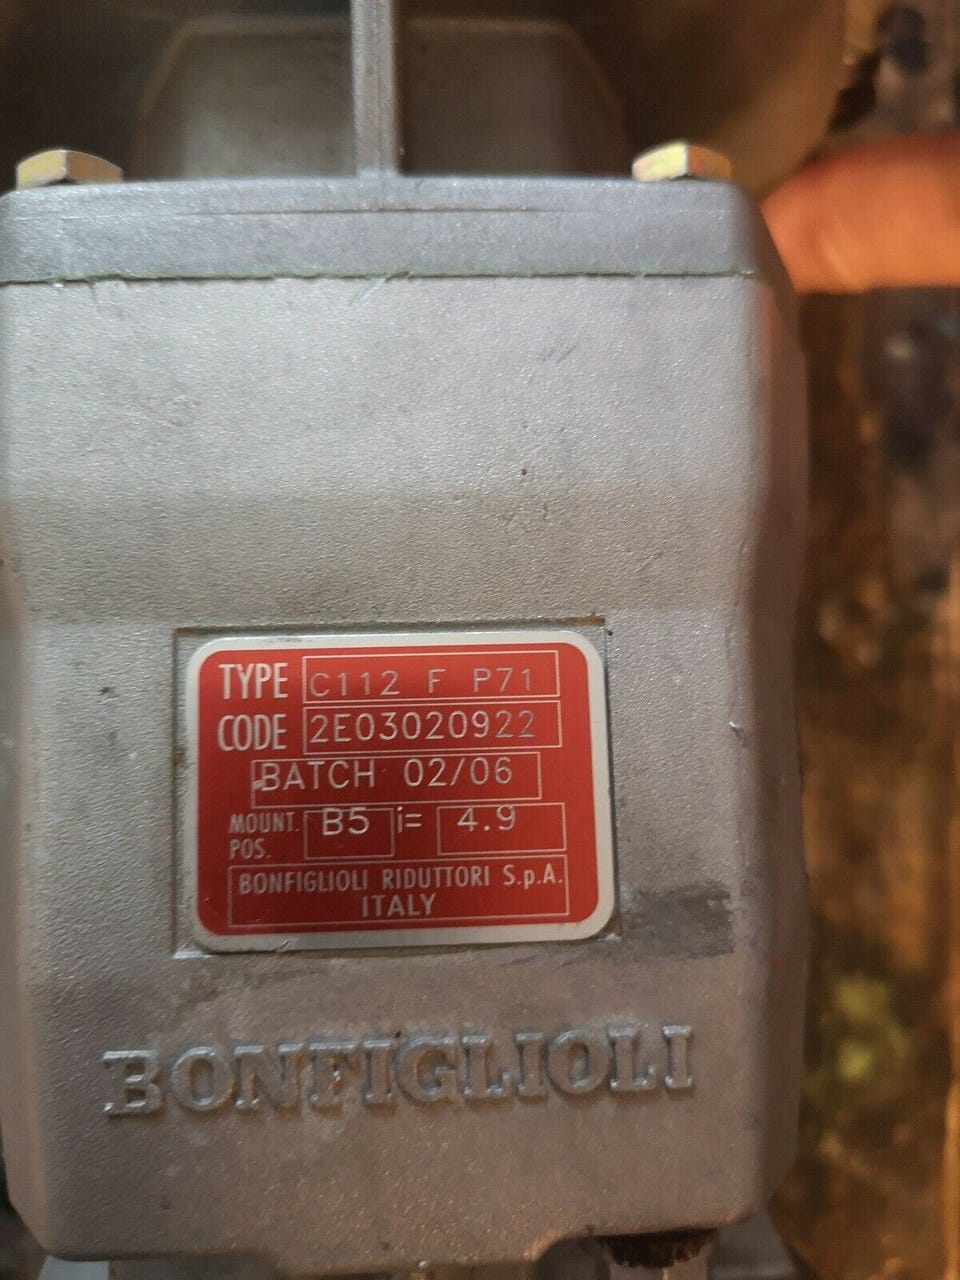 TYPE C112 F P71
CODE 2E03020922
BATCH 02/06
MOUNT. POS. B5 i= 4.9
BONFIGLIOLI RIDUTTORI S.p.A.
ITALY
BONFIGLIOLI